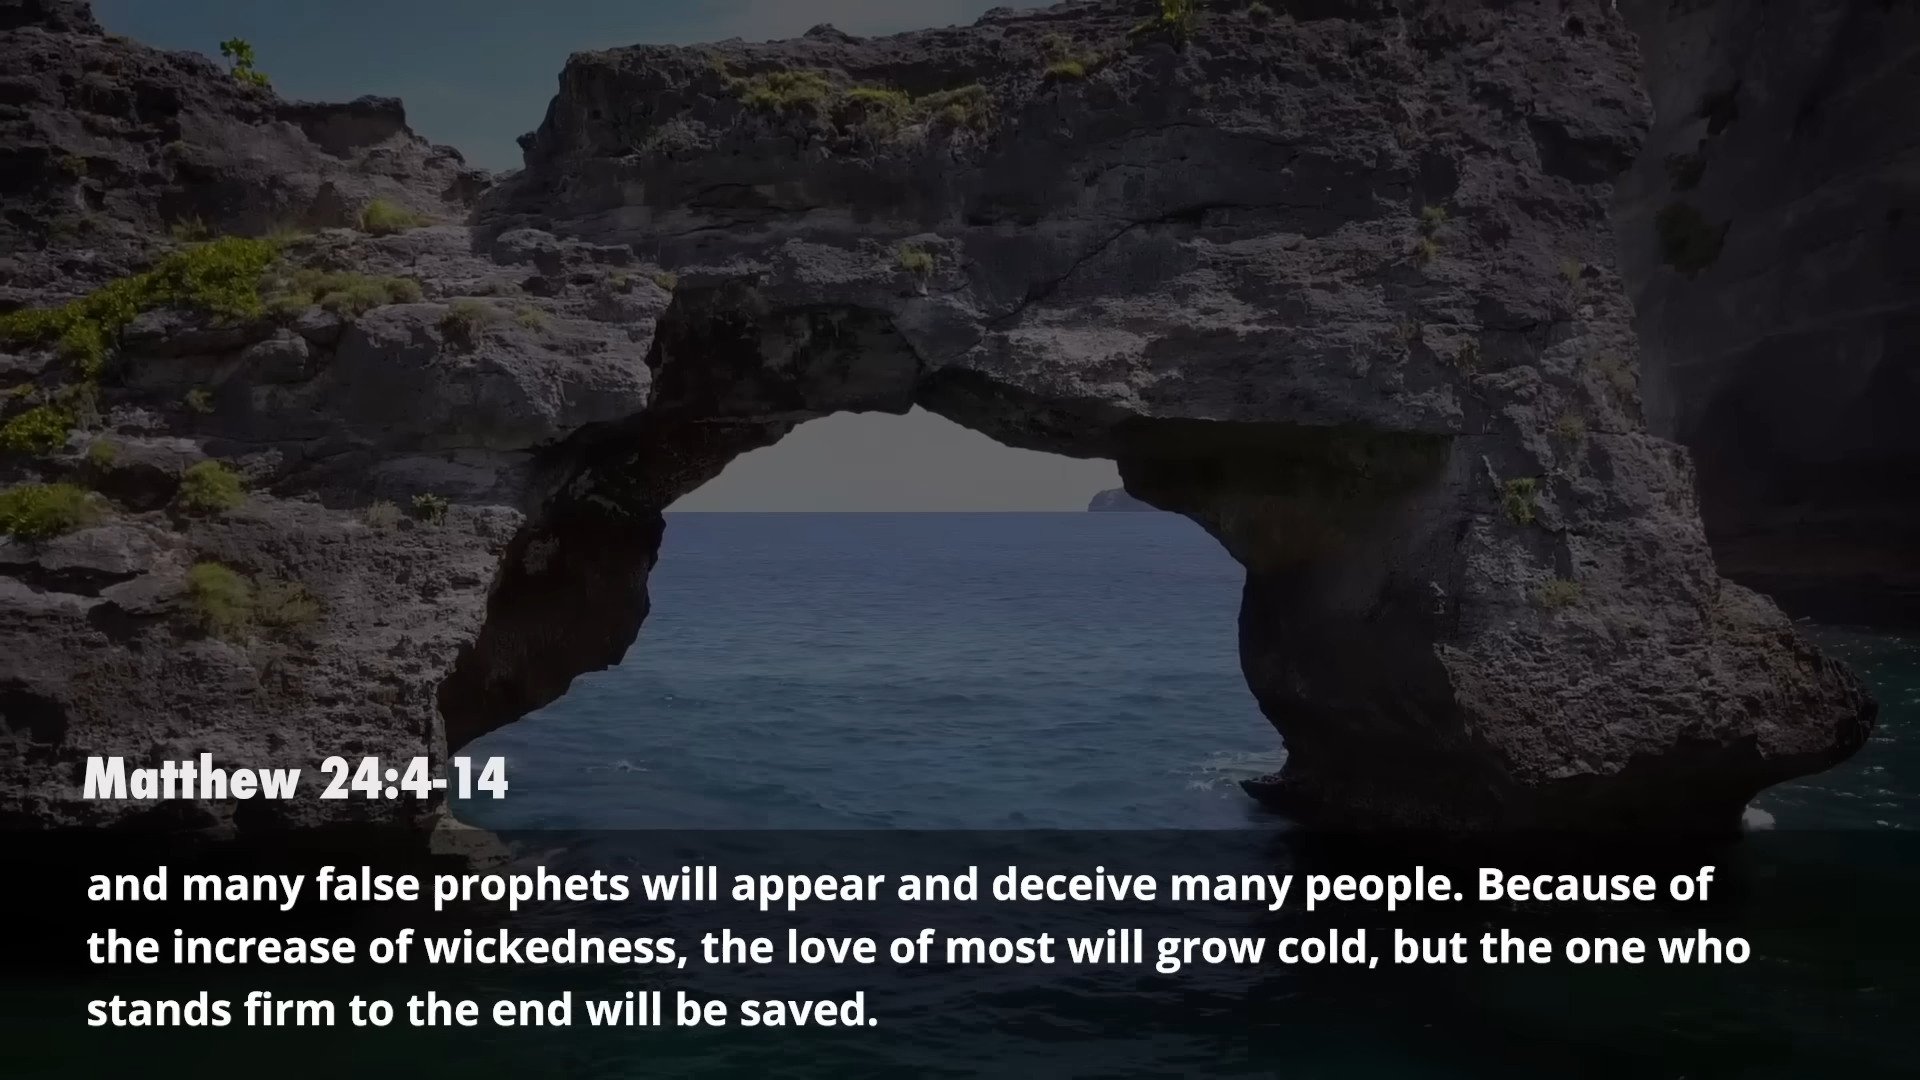 Matthew 24:4-14
and many false prophets will appear and deceive many people. Because of
the increase of wickedness, the love of most will grow cold, but the one who
stands firm to the end will be saved.